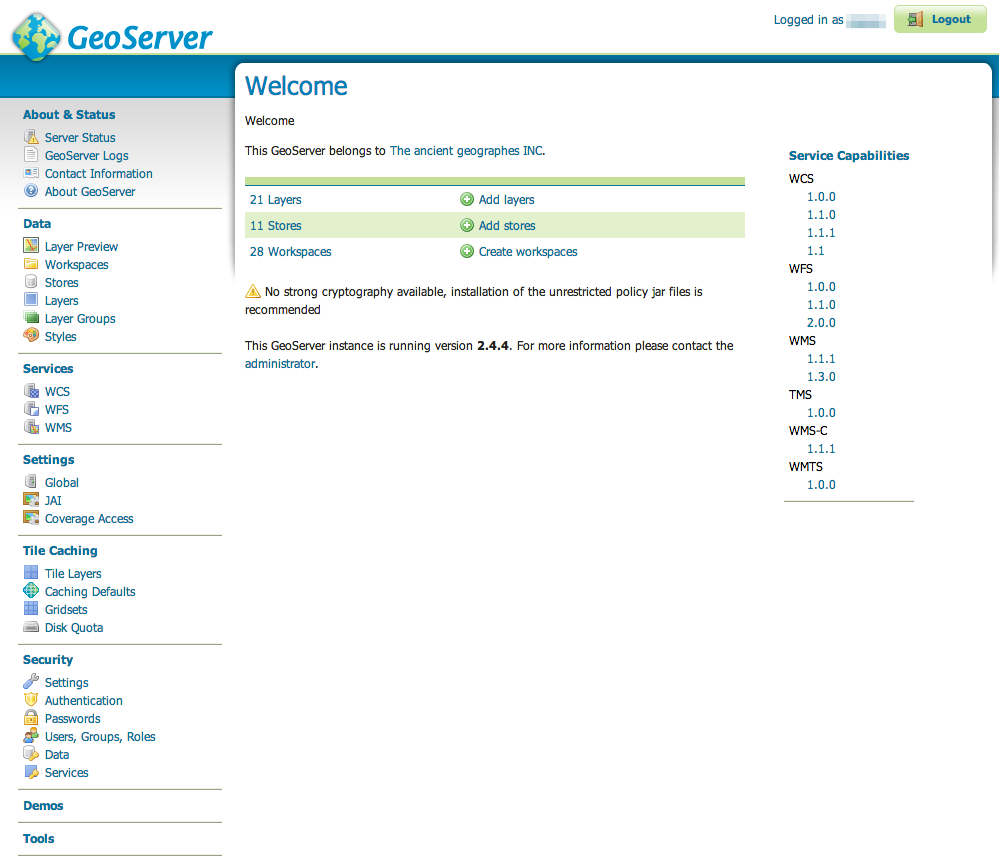 GeoServer
Logged in as
Logout
About & Status
Server Status
GeoServer Logs
Contact Information
About GeoServer
Data
Layer Preview
Workspaces
Stores
Layers
Layer Groups
Styles
Services
WCS
WFS
WMS
Settings
Global
JAI
Coverage Access
Tile Caching
Tile Layers
Caching Defaults
Gridsets
Disk Quota
Security
Settings
Authentication
Passwords
Users, Groups, Roles
Data
Services
Demos
Tools
Welcome
Welcome
This GeoServer belongs to The ancient geographes INC.
21 Layers Add layers
11 Stores Add stores
28 Workspaces Create workspaces
No strong cryptography available, installation of the unrestricted policy jar files is
recommended
This GeoServer instance is running version 2.4.4. For more information please contact the
administrator.
Service Capabilities
WCS
1.0.0
1.1.0
1.1.1
1.1
WFS
1.0.0
1.1.0
2.0.0
WMS
1.1.1
1.3.0
TMS
1.0.0
WMS-C
1.1.1
WMTS
1.0.0